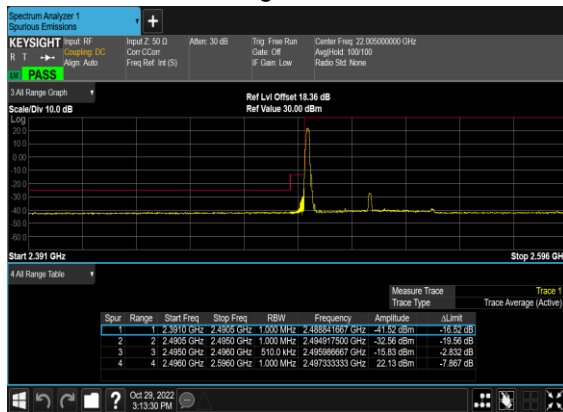 Spectrum Analyzer 1
Spurious Emissions
+
KEYSIGHT Input: RF Input Z: 50 Ω Atten: 30 dB Trig: Free Run Center Freq: 22.005000000 GHz
R T Coupling: DC Corr CCorr Gate: Off Avg|Hold: 100/100
Align: Auto Freq Ref: Int (S) IF Gain: Low Radio Std: None
PASS
3 All Range Graph
Ref Lvl Offset 18.36 dB
Scale/Div 10.0 dB Ref Value 30.00 dBm
Log
20.0
10.0
0.00
-10.0
-20.0
-30.0
-40.0
-50.0
-60.0
Start 2.391 GHz Stop 2.596 GH
4 All Range Table
Measure Trace Trace 1
Trace Type Trace Average (Active)
Spur Range Start Freq Stop Freq RBW Frequency Amplitude ΔLimit
1 1 2.3910 GHz 2.4905 GHz 1.000 MHz 2.488841667 GHz -41.52 dBm -16.52 dB
2 2 2.4905 GHz 2.4950 GHz 1.000 MHz 2.494917500 GHz -32.56 dBm -19.56 dB
3 3 2.4950 GHz 2.4960 GHz 510.0 kHz 2.495986667 GHz -15.83 dBm -2.832 dB
4 4 2.4960 GHz 2.5960 GHz 1.000 MHz 2.497333333 GHz 22.13 dBm -7.867 dB
? Oct 29, 2022
3:13:30 PM